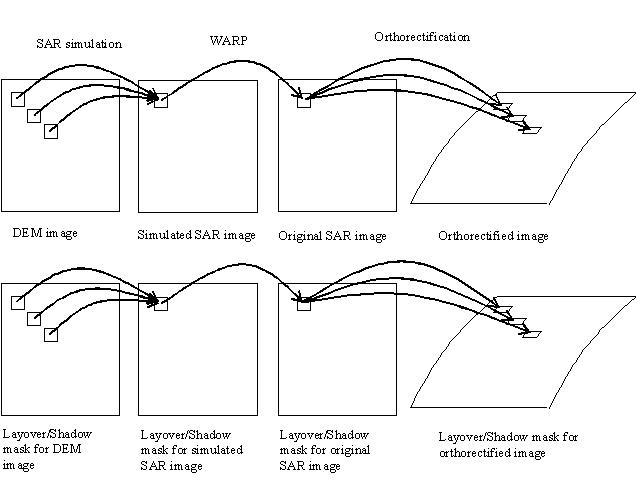 SAR simulation
WARP
Orthorectification
DEM image
Simulated SAR image
Original SAR image
Orthorectified image
Layover/Shadow
mask for DEM
image
Layover/Shadow
mask for simulated
SAR image
Layover/Shadow
mask for original
SAR image
Layover/Shadow mask for
orthorectified image